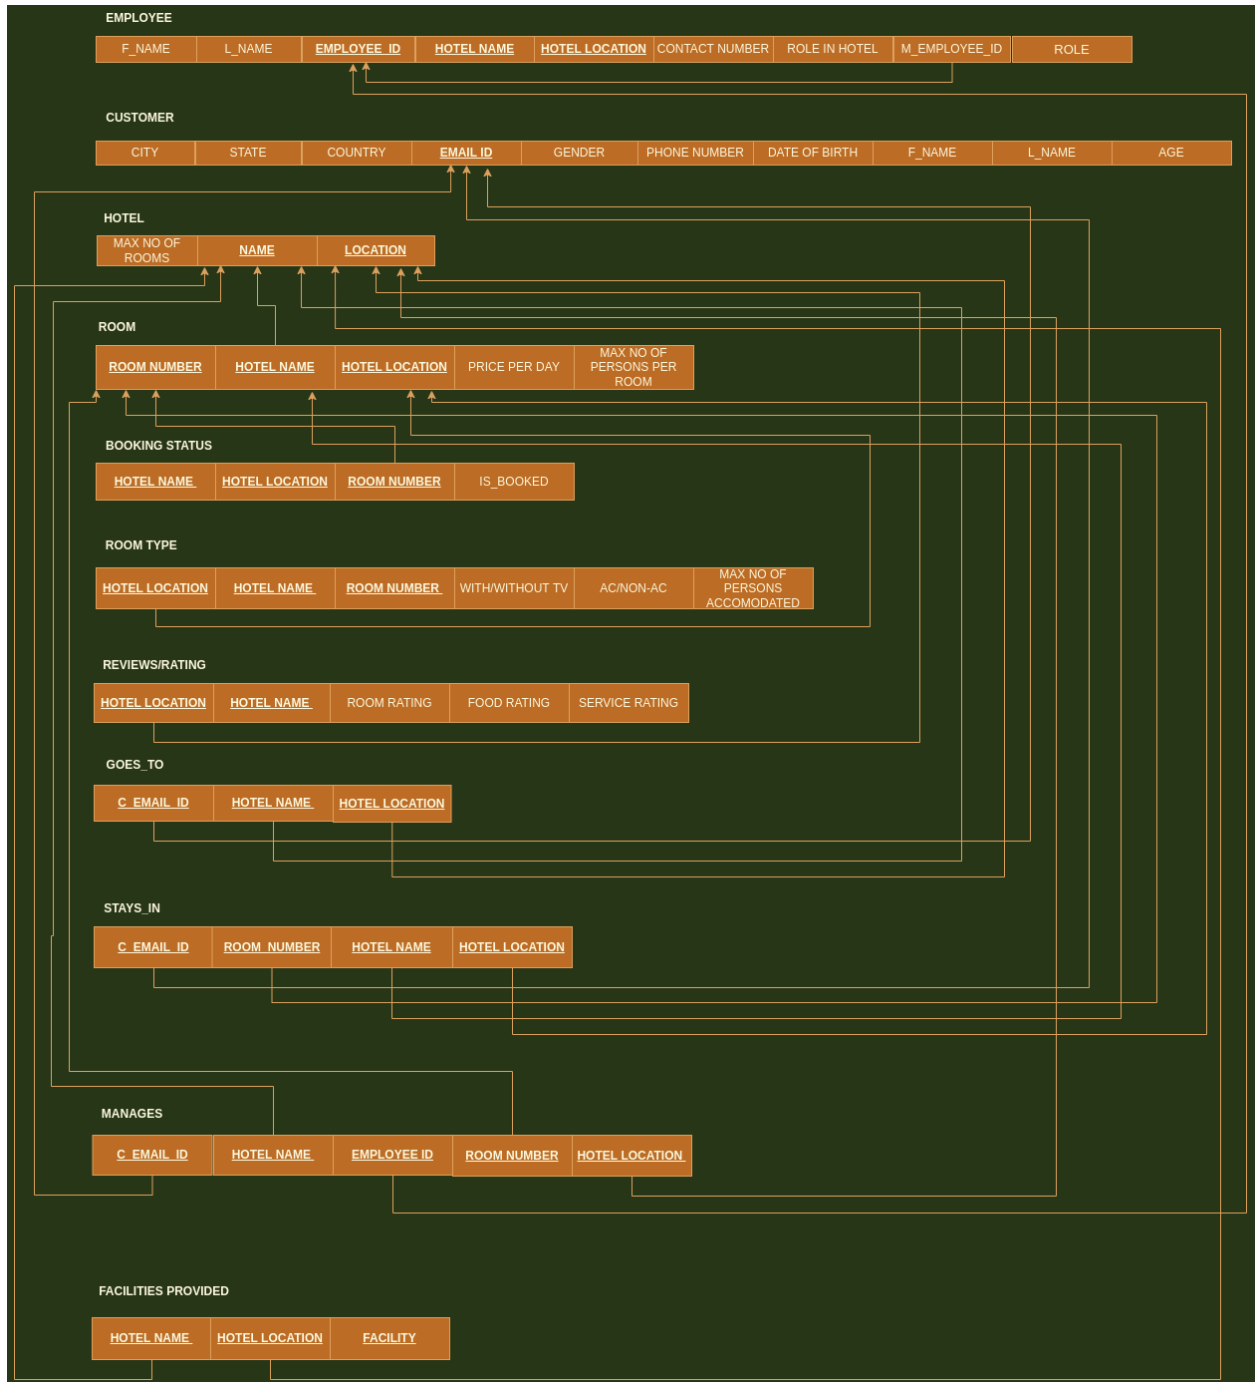 EMPLOYEE
F_NAME L_NAME EMPLOYEE_ID HOTEL NAME HOTEL LOCATION CONTACT NUMBER ROLE IN HOTEL M_EMPLOYEE_ID ROLE
CUSTOMER
CITY STATE COUNTRY EMAIL ID GENDER PHONE NUMBER DATE OF BIRTH F_NAME L_NAME AGE
HOTEL
MAX NO OF
ROOMS
NAME LOCATION
ROOM
ROOM NUMBER HOTEL NAME HOTEL LOCATION PRICE PER DAY
MAX NO OF
PERSONS PER
ROOM
BOOKING STATUS
HOTEL NAME HOTEL LOCATION ROOM NUMBER IS_BOOKED
ROOM TYPE
HOTEL LOCATION HOTEL NAME ROOM NUMBER WITH/WITHOUT TV AC/NON-AC
MAX NO OF
PERSONS
ACCOMODATED
REVIEWS/RATING
HOTEL LOCATION HOTEL NAME ROOM RATING FOOD RATING SERVICE RATING
GOES_TO
C_EMAIL_ID HOTEL NAME HOTEL LOCATION
STAYS_IN
C_EMAIL_ID ROOM_NUMBER HOTEL NAME HOTEL LOCATION
MANAGES
C_EMAIL_ID HOTEL NAME EMPLOYEE ID ROOM NUMBER HOTEL LOCATION
FACILITIES PROVIDED
HOTEL NAME HOTEL LOCATION FACILITY